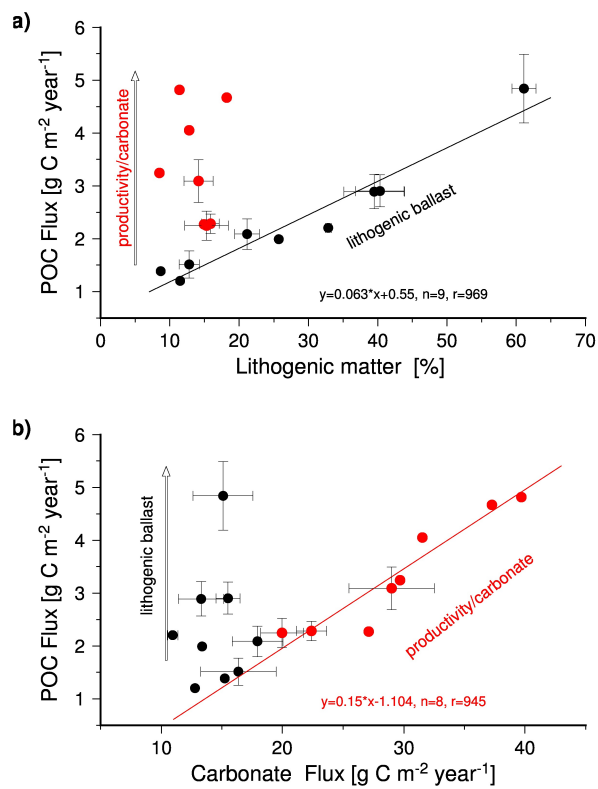 a)
6
5
4
3
2
1
POC Flux [g C m-2 year-1]
productivity/carbonate
lithogenic ballast
y=0.063*x+0.55, n=9, r=969
0 10 20 30 40 50 60 70
Lithogenic matter [%]
b)
6
5
4
3
2
1
POC Flux [g C m-2 year-1]
lithogenic ballast
productivity/carbonate
y=0.15*x-1.104, n=8, r=945
10 20 30 40
Carbonate Flux [g C m-2 year-1]